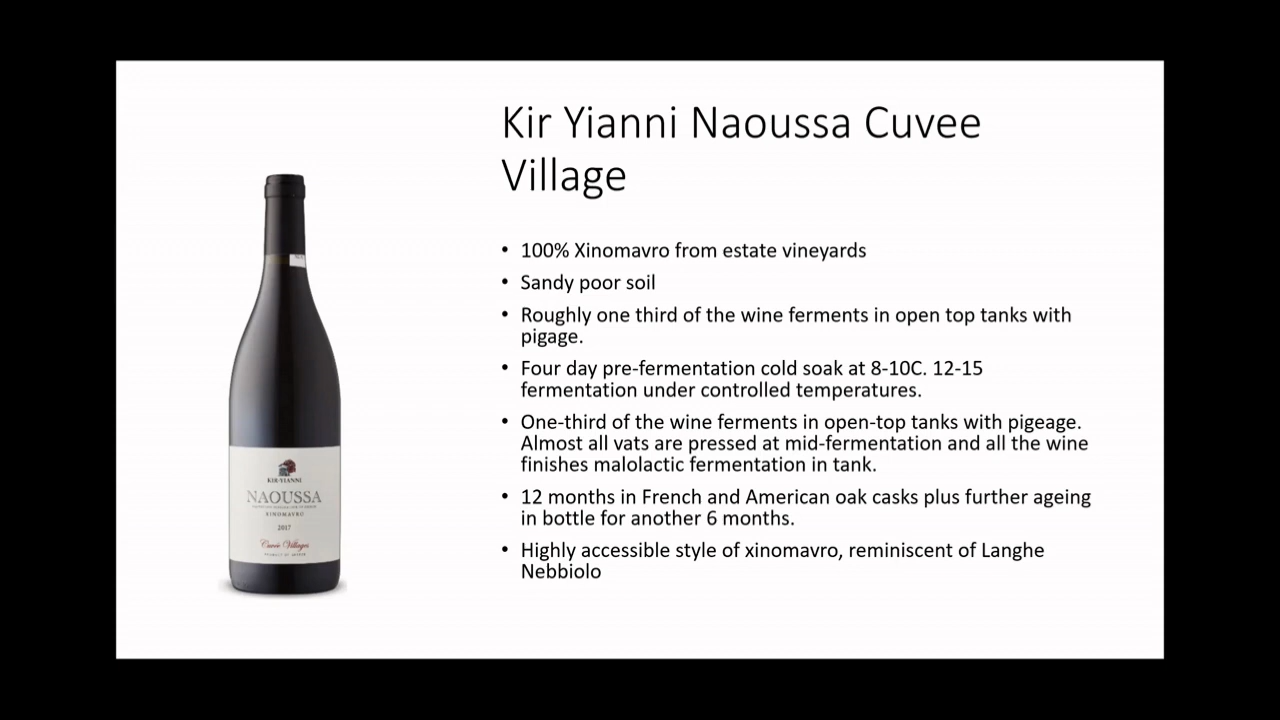 Kir Yianni Naoussa Cuvee
Village
• 100% Xinomavro from estate vineyards
• Sandy poor soil
• Roughly one third of the wine ferments in open top tanks with
pigage.
• Four day pre-fermentation cold soak at 8-10C. 12-15
fermentation under controlled temperatures.
• One-third of the wine ferments in open-top tanks with pigeage.
Almost all vats are pressed at mid-fermentation and all the wine
finishes malolactic fermentation in tank.
• 12 months in French and American oak casks plus further ageing
in bottle for another 6 months.
• Highly accessible style of xinomavro, reminiscent of Langhe
Nebbiolo
KIR-YIANNI
NAOUSSA
XINOMAVRO
2017
Cuvée Villages